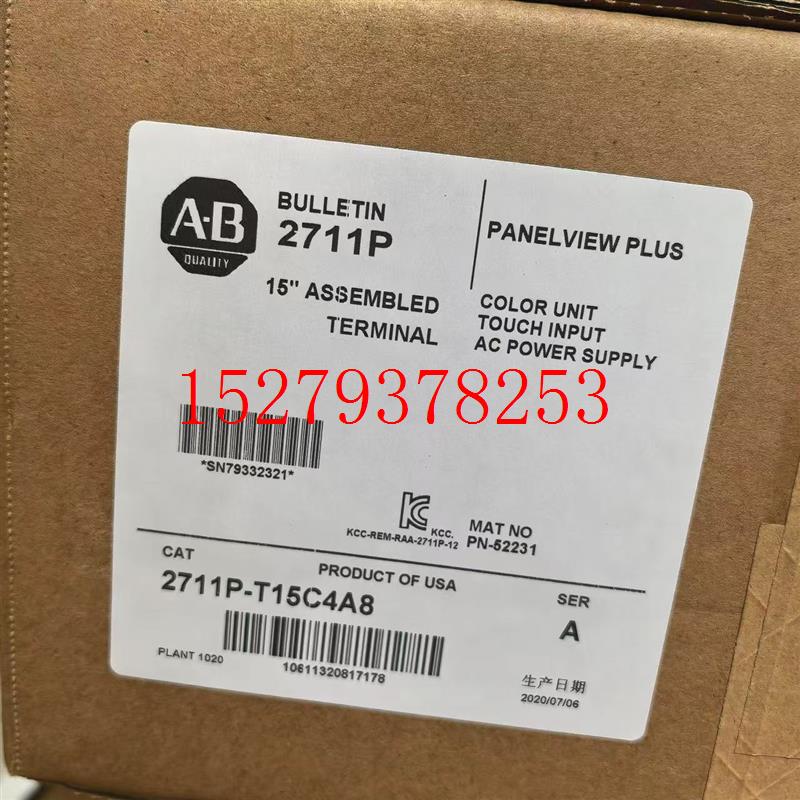 A-B
QUALITY
BULLETIN
2711P
PANELVIEW PLUS
15" ASSEMBLED
TERMINAL
COLOR UNIT
TOUCH INPUT
AC POWER SUPPLY
15279378253
*SN79332321*
KCC.
KCC-REM-RAA-2711P-12
MAT NO
PN-52231
CAT
PRODUCT OF USA
2711P-T15C4A8
SER
A
PLANT 1020
10611320817178
生产日期
2020/07/06